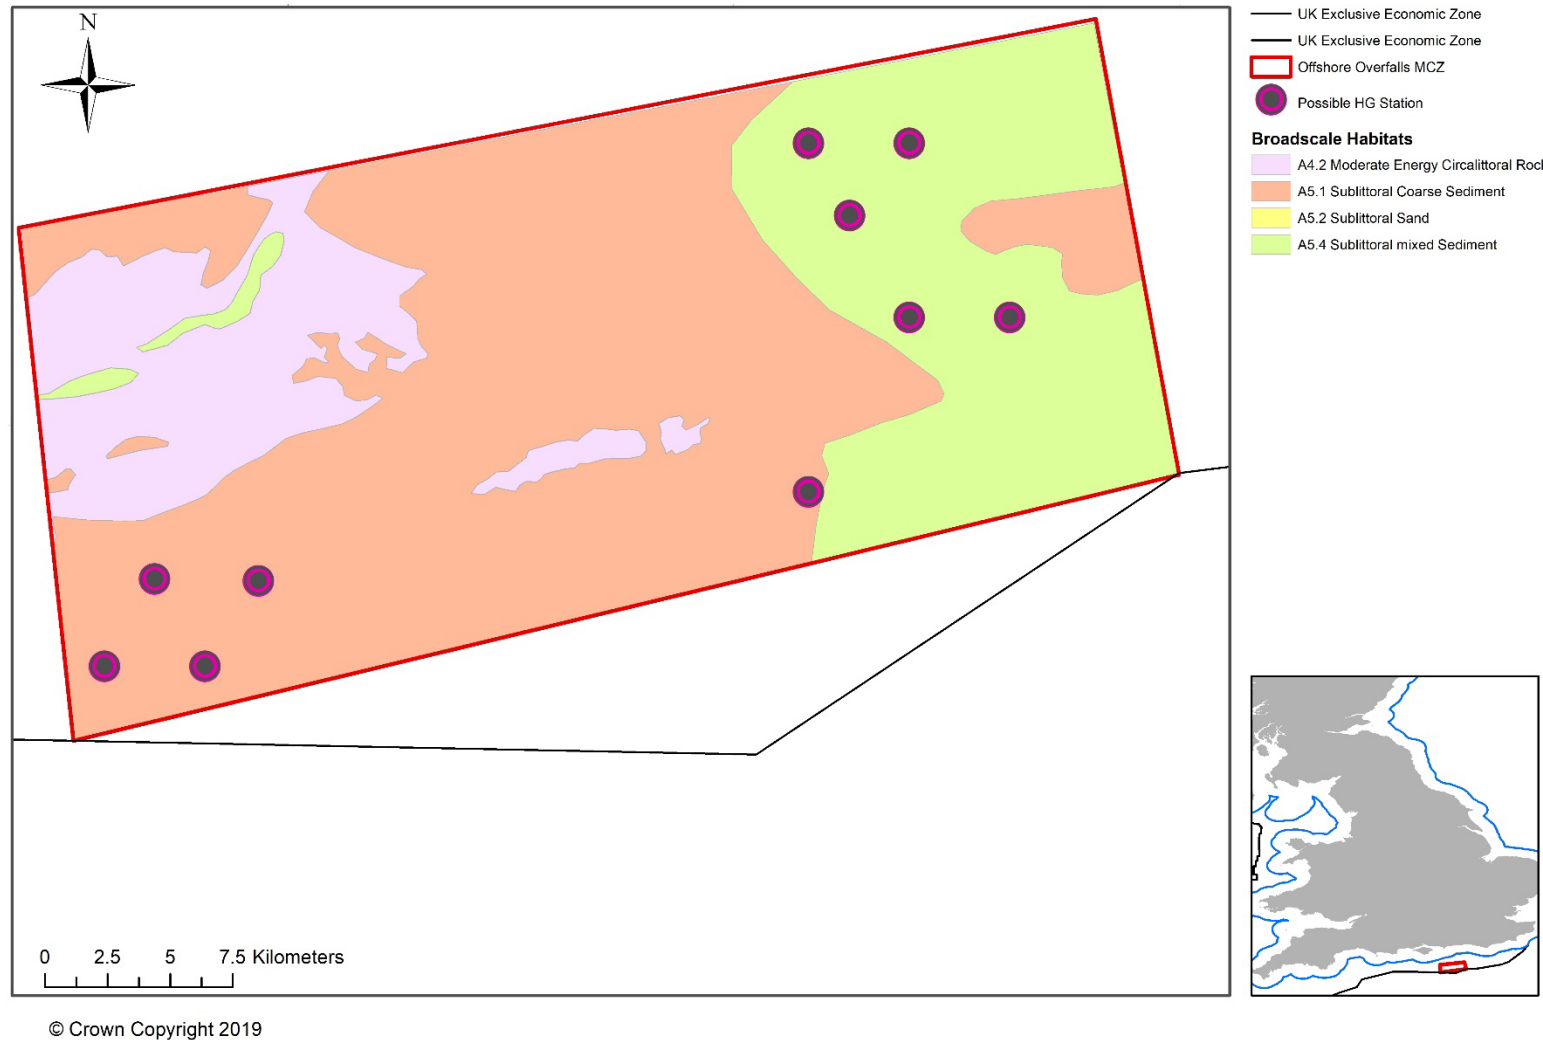 N
UK Exclusive Economic Zone
UK Exclusive Economic Zone
Offshore Overfalls MCZ
Possible HG Station
Broadscale Habitats
A4.2 Moderate Energy Circalittoral Rocl
A5.1 Sublittoral Coarse Sediment
A5.2 Sublittoral Sand
A5.4 Sublittoral mixed Sediment
0 2.5 5 7.5 Kilometers
© Crown Copyright 2019